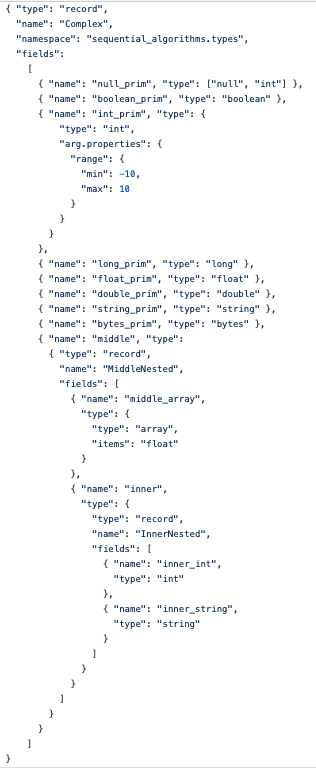 { "type": "record",
  "name": "Complex",
  "namespace": "sequential_algorithms.types",
  "fields":
    [
      { "name": "null_prim", "type": ["null", "int"] },
      { "name": "boolean_prim", "type": "boolean" },
      { "name": "int_prim", "type": {
          "type": "int",
          "arg.properties": {
            "range": {
              "min": -10,
              "max": 10
            }
          }
        }
      },
      { "name": "long_prim", "type": "long" },
      { "name": "float_prim", "type": "float" },
      { "name": "double_prim", "type": "double" },
      { "name": "string_prim", "type": "string" },
      { "name": "bytes_prim", "type": "bytes" },
      { "name": "middle", "type":
        { "type": "record",
          "name": "MiddleNested",
          "fields": [
            { "name": "middle_array",
              "type": {
                "type": "array",
                "items": "float"
              }
            },
            { "name": "inner",
              "type": {
                "type": "record",
                "name": "InnerNested",
                "fields": [
                  { "name": "inner_int",
                    "type": "int"
                  },
                  { "name": "inner_string",
                    "type": "string"
                  }
                ]
              }
            }
          ]
        }
      }
    ]
}